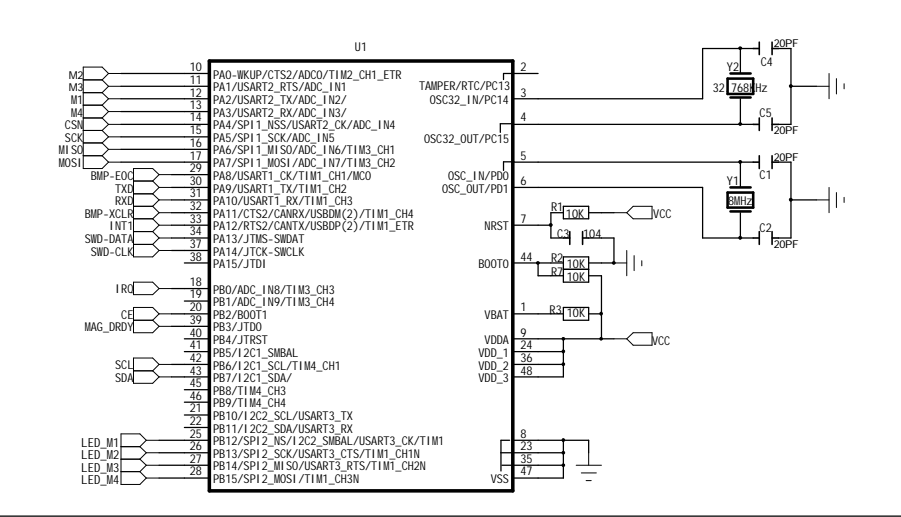 U1
M2 10 PA0-WKUP/CTS2/ADC0/TIM2_CH1_ETR
M3 11 PA1/USART2_RTS/ADC_IN1
M1 12 PA2/USART2_TX/ADC_IN2/
M4 13 PA3/USART2_RX/ADC_IN3/
CSN 14 PA4/SPI1_NSS/USART2_CK/ADC_IN4
SCK 15 PA5/SPI1_SCK/ADC_IN5
MISO 16 PA6/SPI1_MISO/ADC_IN6/TIM3_CH1
MOSI 17 PA7/SPI1_MOSI/ADC_IN7/TIM3_CH2
BMP-EOC 29 PA8/USART1_CK/TIM1_CH1/MCO
TXD 30 PA9/USART1_TX/TIM1_CH2
RXD 31 PA10/USART1_RX/TIM1_CH3
BMP-XCLR 32 PA11/CTS2/CANRX/USBDM(2)/TIM1_CH4
INT1 33 PA12/RTS2/CANTX/USBDP(2)/TIM1_ETR
SWD-DATA 34 PA13/JTMS-SWDAT
SWD-CLK 37 PA14/JTCK-SWCLK
38 PA15/JTDI
IRQ 18 PB0/ADC_IN8/TIM3_CH3
19 PB1/ADC_IN9/TIM3_CH4
CE 20 PB2/BOOT1
MAG_DRDY 39 PB3/JTDO
40 PB4/JTRST
41 PB5/I2C1_SMBAL
SCL 42 PB6/I2C1_SCL/TIM4_CH1
SDA 43 PB7/I2C1_SDA/
45 PB8/TIM4_CH3
46 PB9/TIM4_CH4
21 PB10/I2C2_SCL/USART3_TX
22 PB11/I2C2_SDA/USART3_RX
LED_M1 25 PB12/SPI2_NS/I2C2_SMBAL/USART3_CK/TIM1
LED_M2 26 PB13/SPI2_SCK/USART3_CTS/TIM1_CH1N
LED_M3 27 PB14/SPI2_MISO/USART3_RTS/TIM1_CH2N
LED_M4 28 PB15/SPI2_MOSI/TIM1_CH3N
TAMPER/RTC/PC13 2
OSC32_IN/PC14 3
OSC32_OUT/PC15 4
OSC_IN/PD0 5
OSC_OUT/PD1 6
NRST 7
BOOT0 44
VBAT 1
VDDA 9
VDD_1 24
VDD_2 36
VDD_3 48
8
23
35
VSS 47
20PF
C4
Y2
32.768KHz
C5
20PF
20PF
C1
Y1
8MHz
C2
20PF
R1 10K VCC
C3 104
R2 10K
R7 10K
R3 10K
VCC